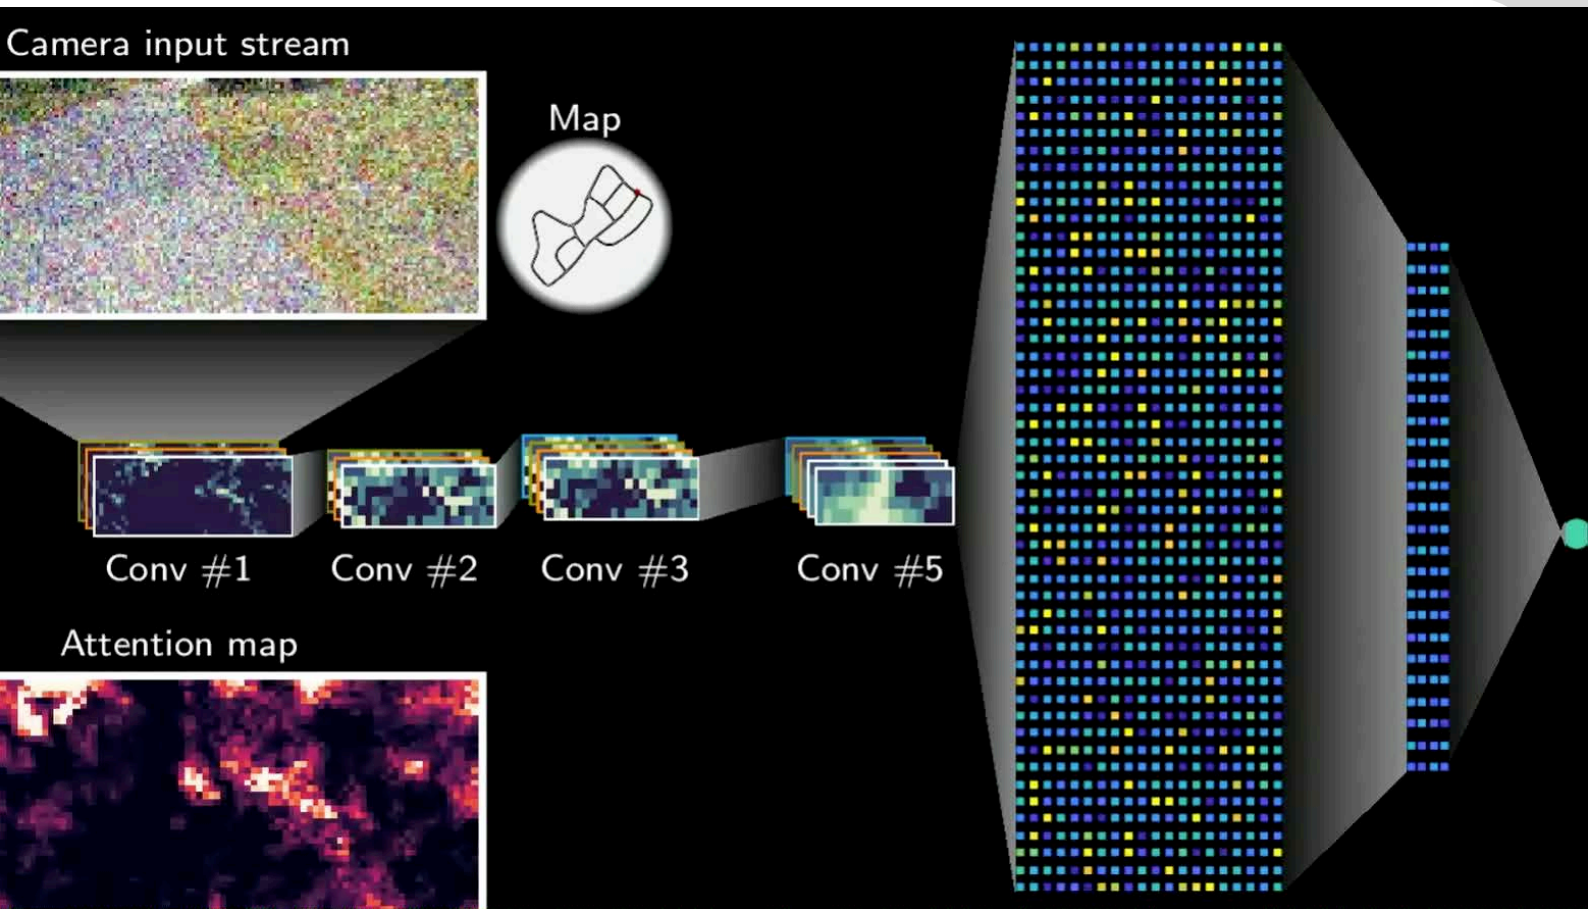 Camera input stream
Map
Conv #1
Conv #2
Conv #3
Conv #5
Attention map